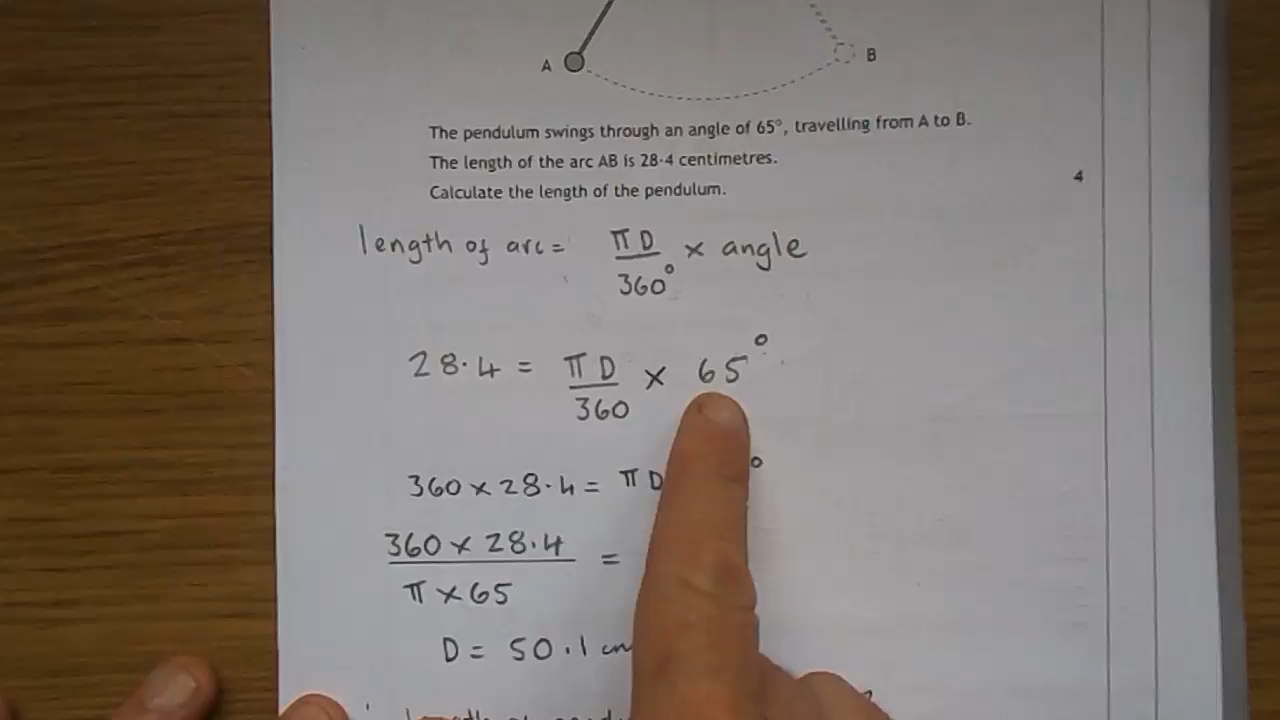 A
B
The pendulum swings through an angle of 65°, travelling from A to B.
The length of the arc AB is 28·4 centimetres.
Calculate the length of the pendulum.
4
length of arc = πD/360° × angle
28·4 = πD/360 × 65°
360 × 28·4 = πD °
360 × 28·4 / π × 65 =
D = 50·1 cm